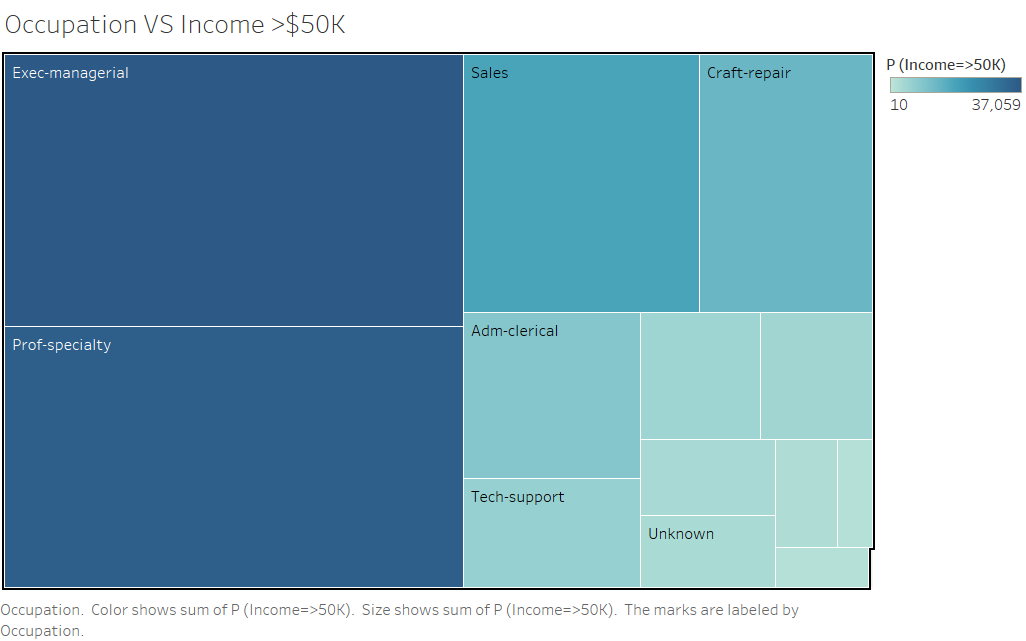 Occupation VS Income >$50K
Exec-managerial
Sales
Craft-repair
P (Income=>50K)
10 37,059
Prof-specialty
Adm-clerical
Tech-support
Unknown
Occupation. Color shows sum of P (Income=>50K). Size shows sum of P (Income=>50K). The marks are labeled by
Occupation.